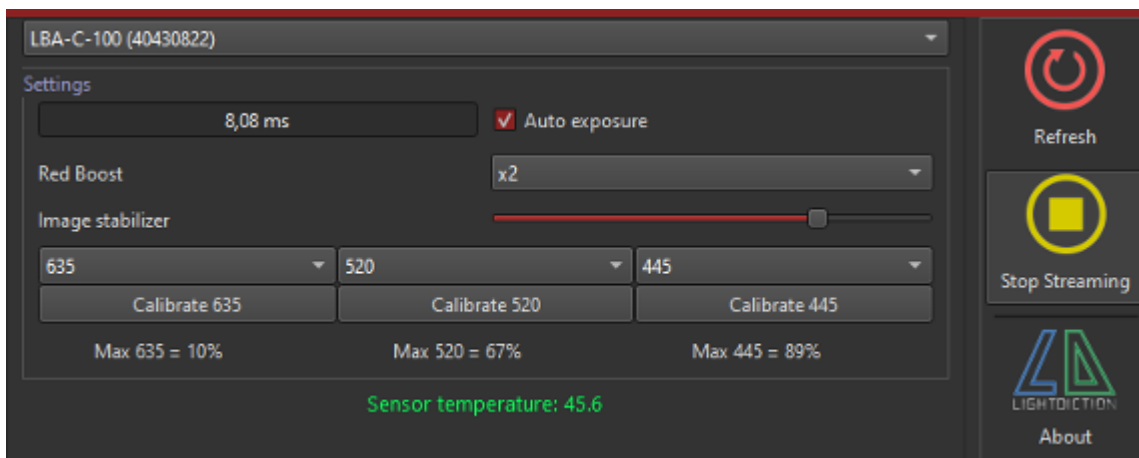 LBA-C-100 (40430822)
Settings
8,08 ms
Auto exposure
Red Boost
x2
Image stabilizer
635
520
445
Calibrate 635
Calibrate 520
Calibrate 445
Max 635 = 10%
Max 520 = 67%
Max 445 = 89%
Sensor temperature: 45.6
Refresh
Stop Streaming
LIGHTDICTION
About